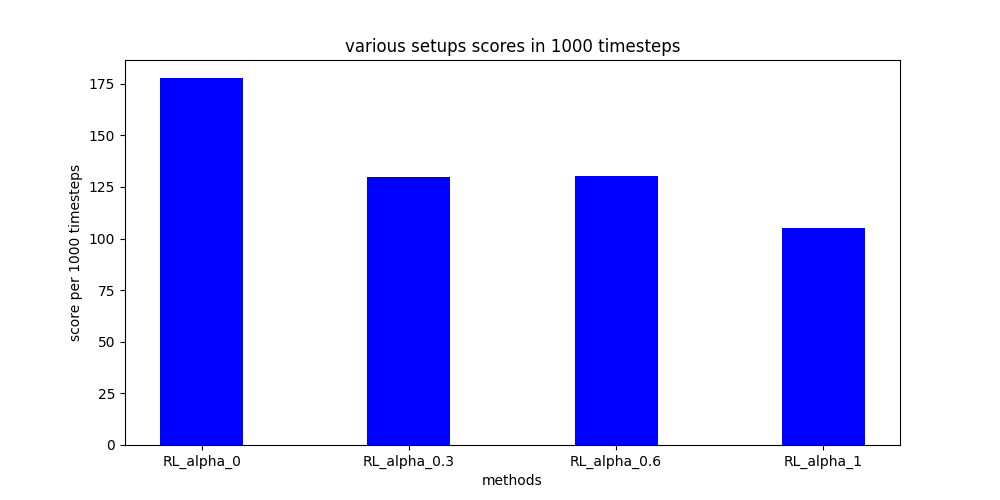 various setups scores in 1000 timesteps
score per 1000 timesteps
175
150
125
100
75
50
25
0
RL_alpha_0 RL_alpha_0.3 RL_alpha_0.6 RL_alpha_1
methods